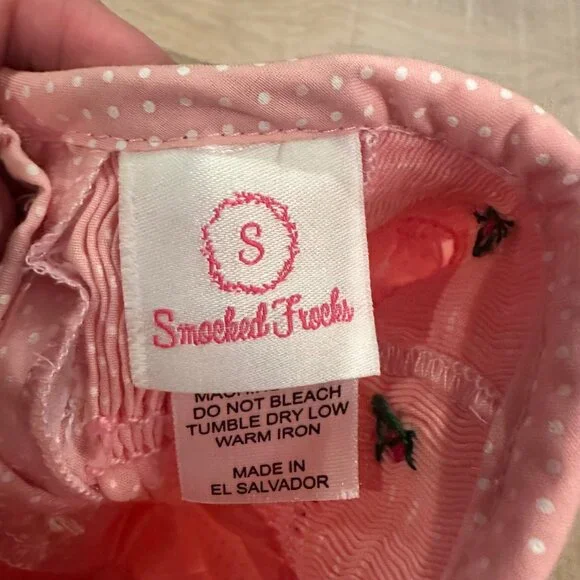 S
Smocked Frocks
DO NOT BLEACH
TUMBLE DRY LOW
WARM IRON
MADE IN
EL SALVADOR